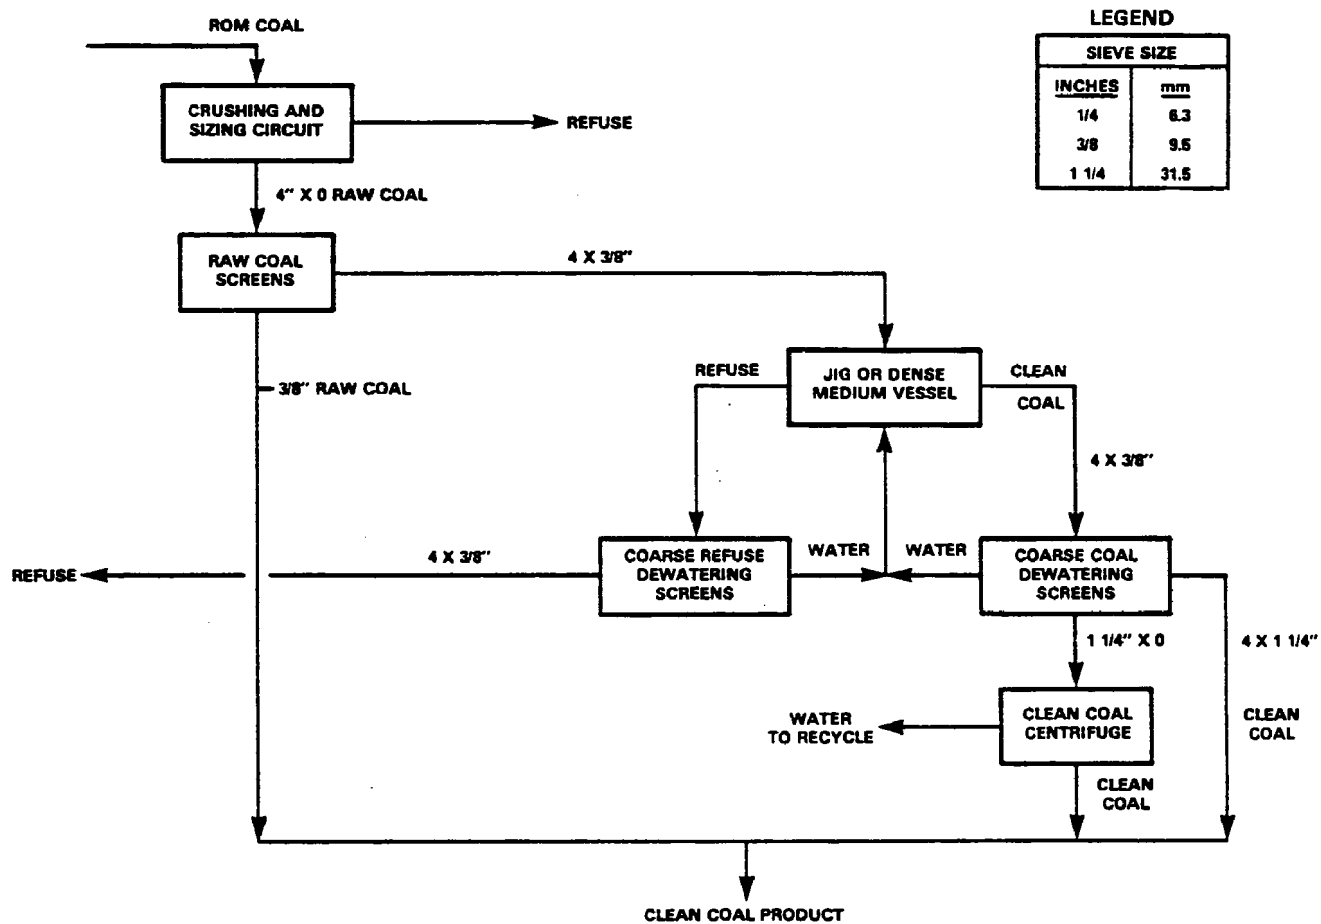 ROM COAL
LEGEND
SIEVE SIZE
INCHES mm
1/4 6.3
3/8 9.5
1 1/4 31.5
CRUSHING AND
SIZING CIRCUIT
REFUSE
4" X 0 RAW COAL
RAW COAL
SCREENS
4 X 3/8"
3/8" RAW COAL
REFUSE
JIG OR DENSE
MEDIUM VESSEL
CLEAN
COAL
4 X 3/8"
REFUSE
4 X 3/8"
COARSE REFUSE
DEWATERING
SCREENS
WATER
WATER
COARSE COAL
DEWATERING
SCREENS
1 1/4" X 0
4 X 1 1/4"
WATER
TO RECYCLE
CLEAN COAL
CENTRIFUGE
CLEAN
COAL
CLEAN
COAL
CLEAN COAL PRODUCT